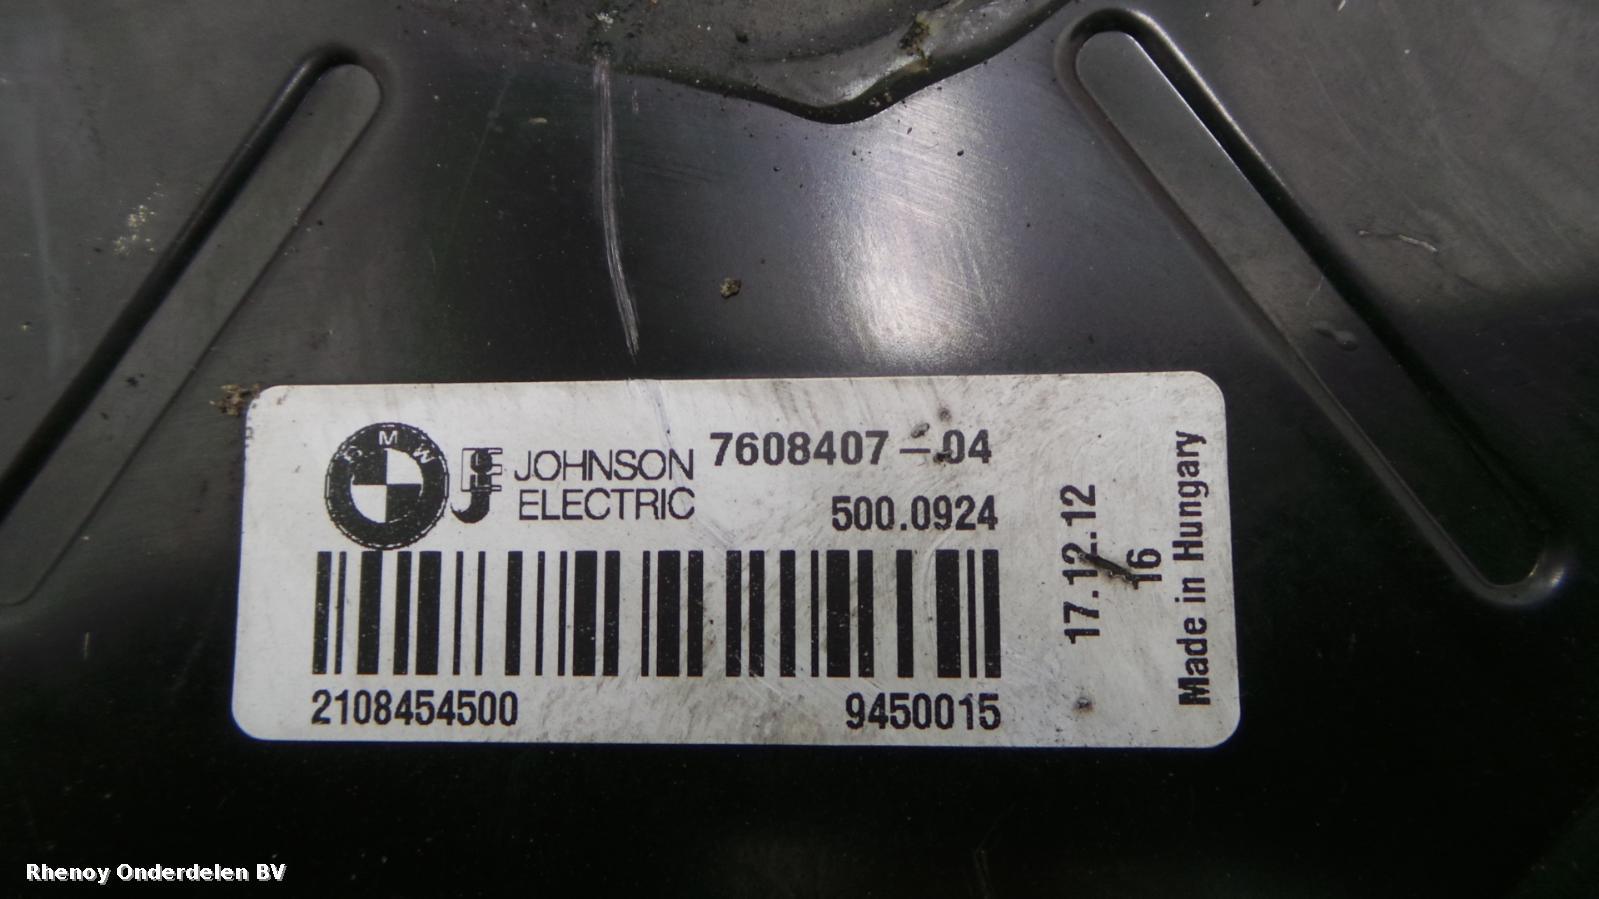 BMW
JOHNSON
ELECTRIC
7608407-04
500.0924
2108454500
9450015
17.12.12
16
Made in Hungary
Rhenoy Onderdelen BV